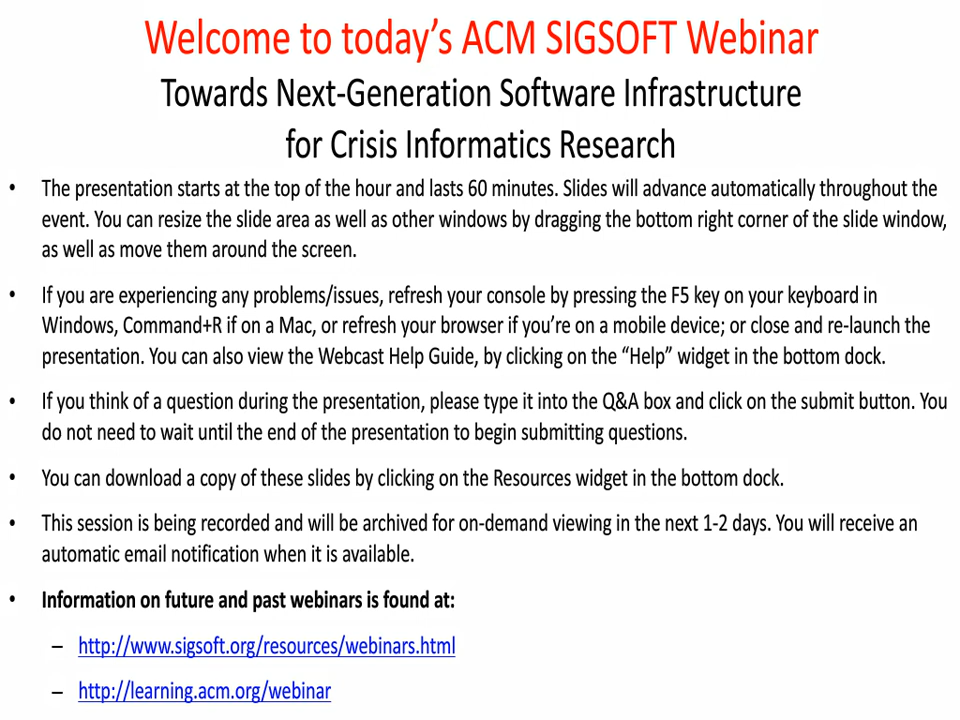 Welcome to today's ACM SIGSOFT Webinar
Towards Next-Generation Software Infrastructure
for Crisis Informatics Research
• The presentation starts at the top of the hour and lasts 60 minutes. Slides will advance automatically throughout the
event. You can resize the slide area as well as other windows by dragging the bottom right corner of the slide window,
as well as move them around the screen.
• If you are experiencing any problems/issues, refresh your console by pressing the F5 key on your keyboard in
Windows, Command+R if on a Mac, or refresh your browser if you're on a mobile device; or close and re-launch the
presentation. You can also view the Webcast Help Guide, by clicking on the “Help” widget in the bottom dock.
• If you think of a question during the presentation, please type it into the Q&A box and click on the submit button. You
do not need to wait until the end of the presentation to begin submitting questions.
• You can download a copy of these slides by clicking on the Resources widget in the bottom dock.
• This session is being recorded and will be archived for on-demand viewing in the next 1-2 days. You will receive an
automatic email notification when it is available.
• Information on future and past webinars is found at:
– http://www.sigsoft.org/resources/webinars.html
– http://learning.acm.org/webinar